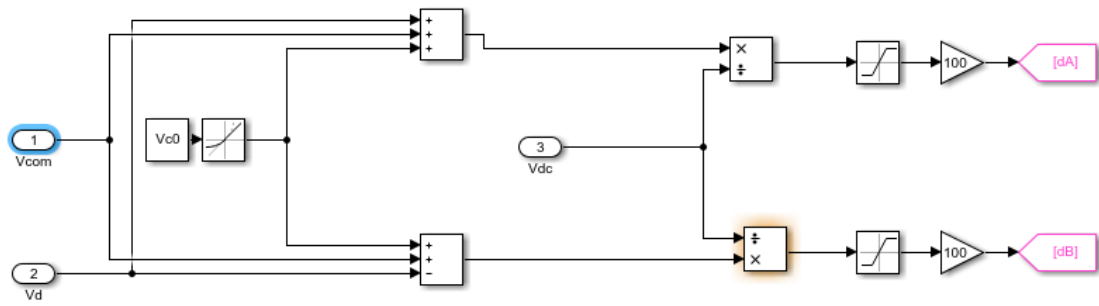 +
+
+
×
÷
100
[dA]
1
Vcom
Vc0
3
Vdc
+
+
−
÷
×
100
[dB]
2
Vd